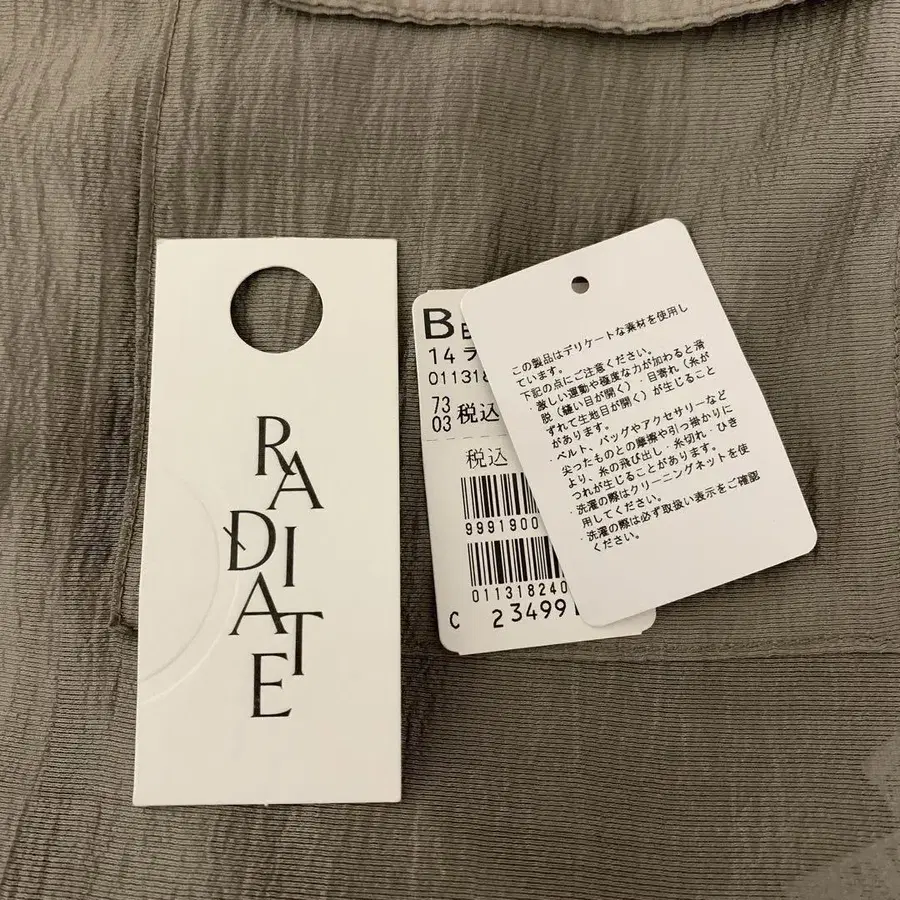 RADIATE
B
14 ラ
011318
73
03 税込
税込
9991900
011318240
C 23499
この製品はデリケートな素材を使用し
ています。
下記の点にご注意ください。
・激しい運動や極度な力が加わると滑
脱（縫い目が開く）・目寄れ（糸が
ずれて生地目が開く）が生じること
があります。
・ベルト、バッグやアクセサリーなど
尖ったものとの摩擦や引っ掛かりに
より、糸の飛び出し・糸切れ・ひき
つれが生じることがあります。
・洗濯の際はクリーニングネットを使
用してください。
・洗濯の際は必ず取扱い表示をご確認
ください。